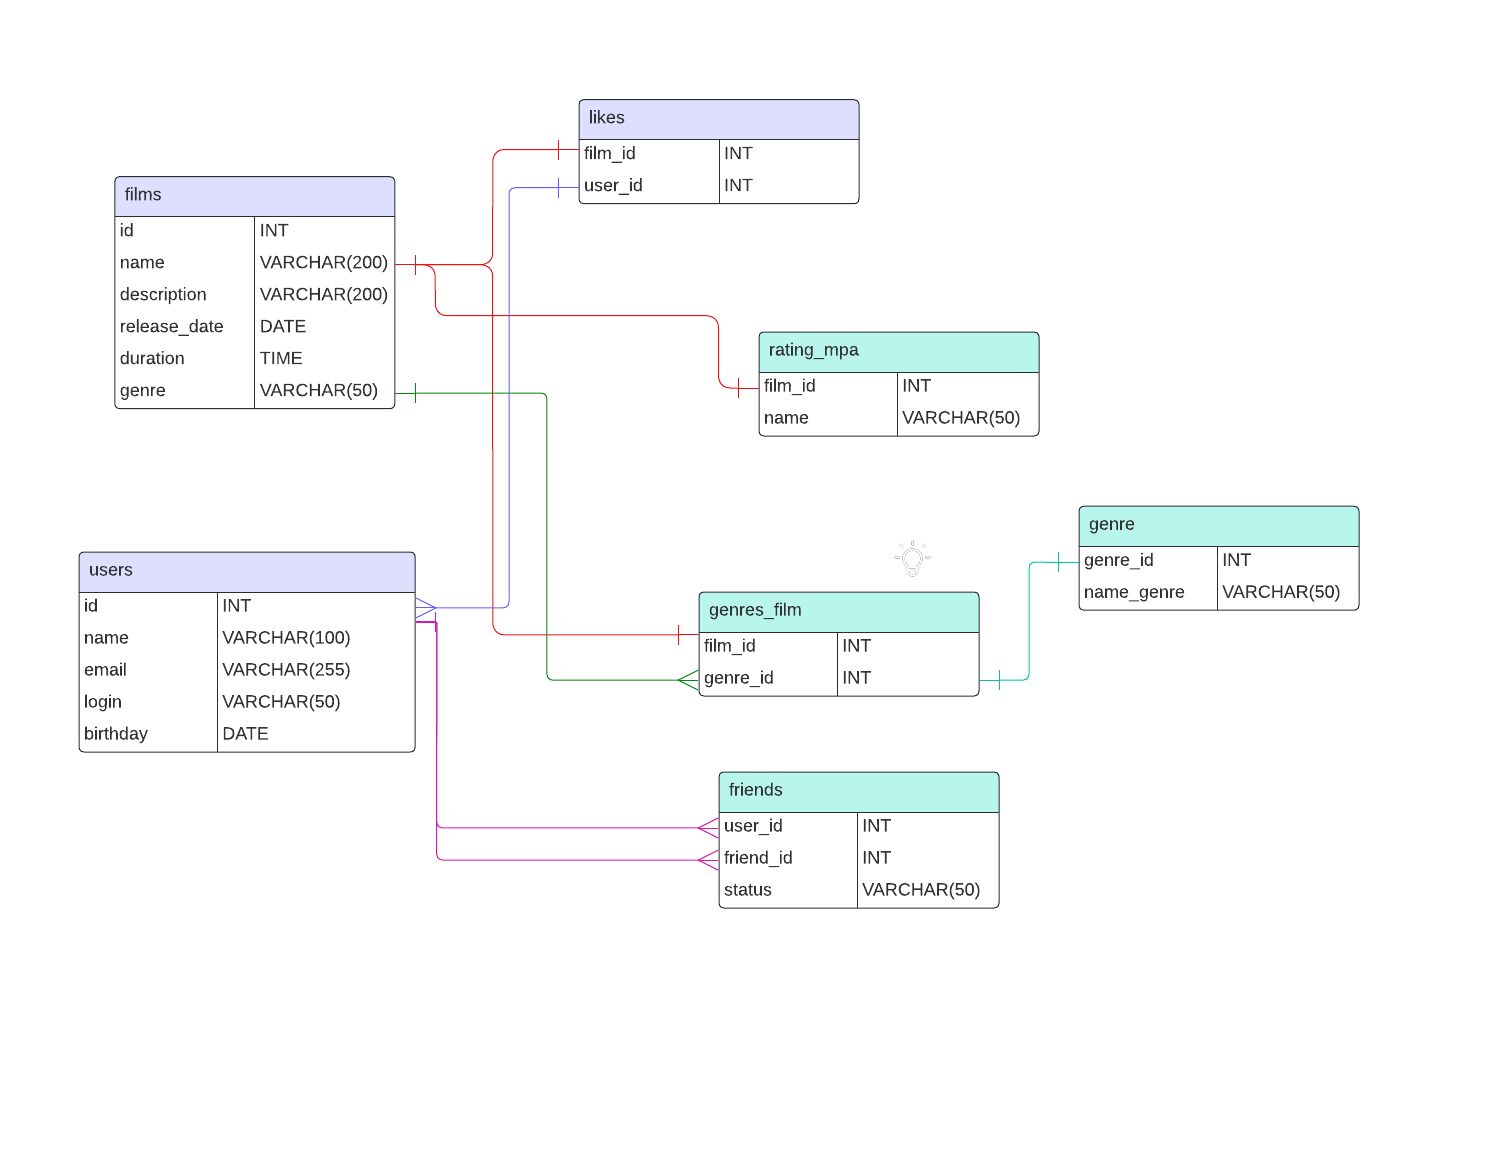 likes
film_id INT
user_id INT
films
id INT
name VARCHAR(200)
description VARCHAR(200)
release_date DATE
duration TIME
genre VARCHAR(50)
rating_mpa
film_id INT
name VARCHAR(50)
genre
genre_id INT
name_genre VARCHAR(50)
users
id INT
name VARCHAR(100)
email VARCHAR(255)
login VARCHAR(50)
birthday DATE
genres_film
film_id INT
genre_id INT
friends
user_id INT
friend_id INT
status VARCHAR(50)